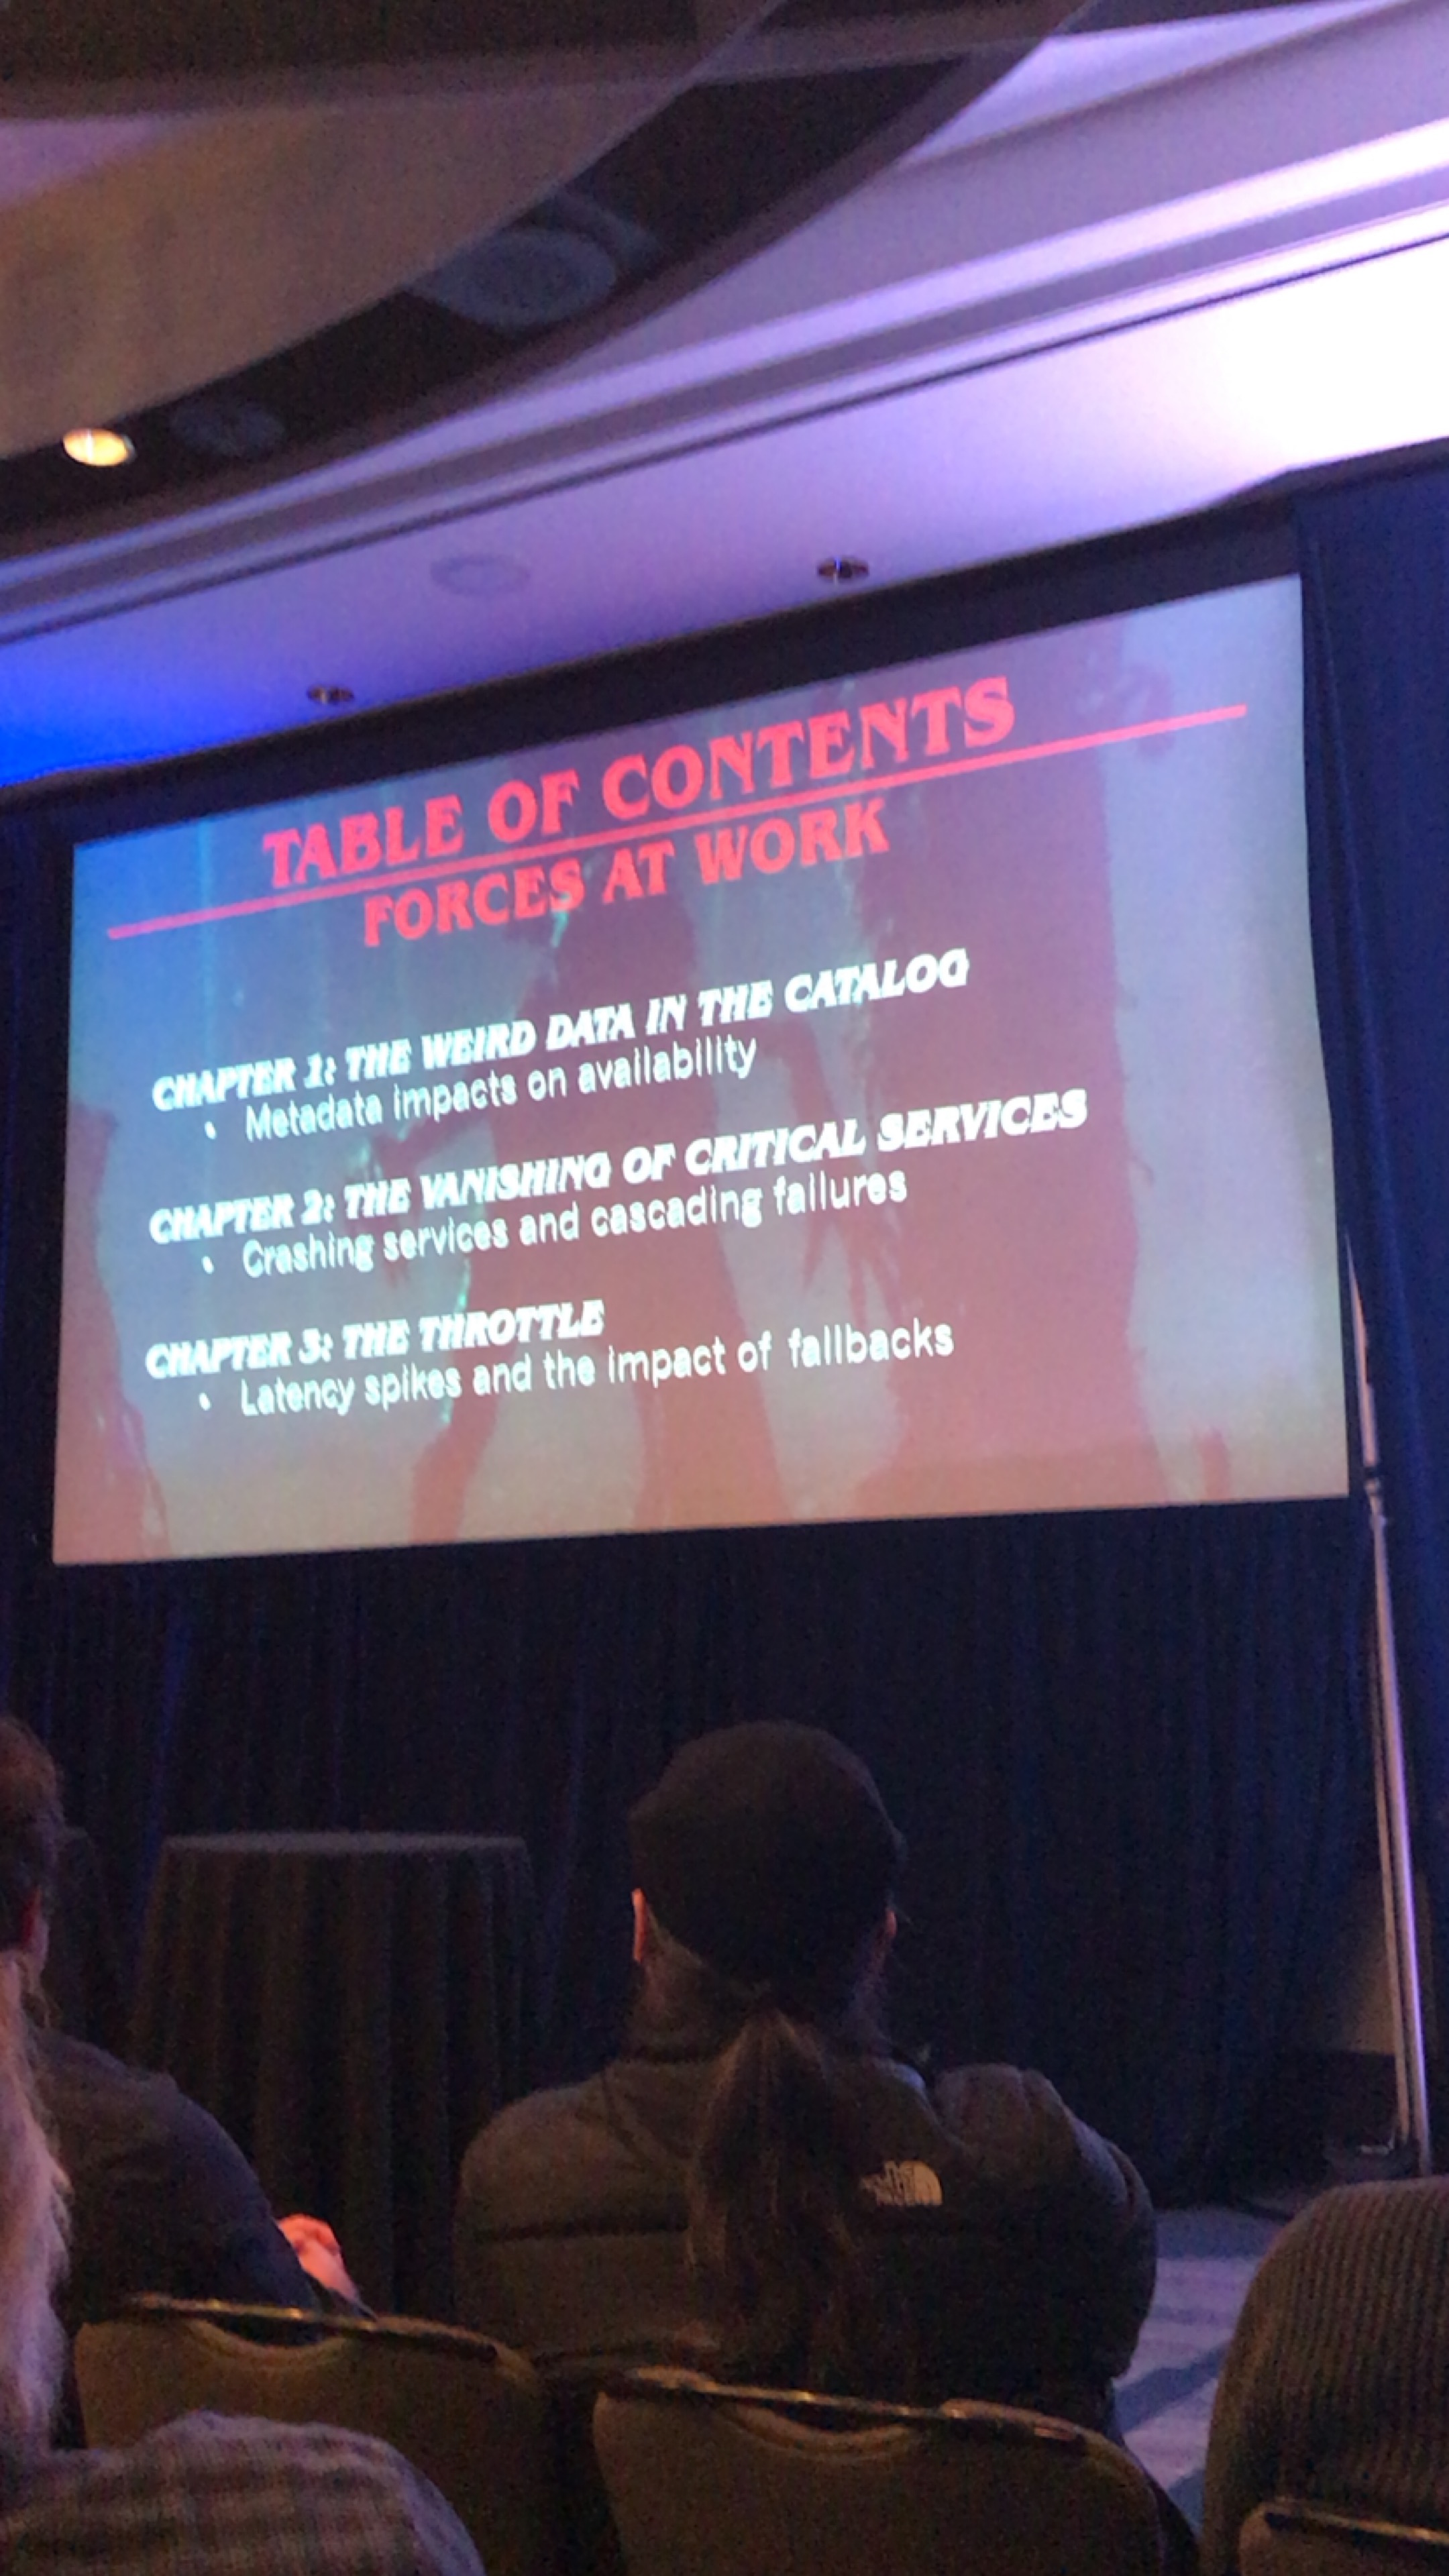 TABLE OF CONTENTS
FORCES AT WORK
CHAPTER 1: THE WEIRD DATA IN THE CATALOG
• Metadata impacts on availability
CHAPTER 2: THE VANISHING OF CRITICAL SERVICES
• Crashing services and cascading failures
CHAPTER 3: THE THROTTLE
• Latency spikes and the impact of fallbacks
THE
NORTH
FACE